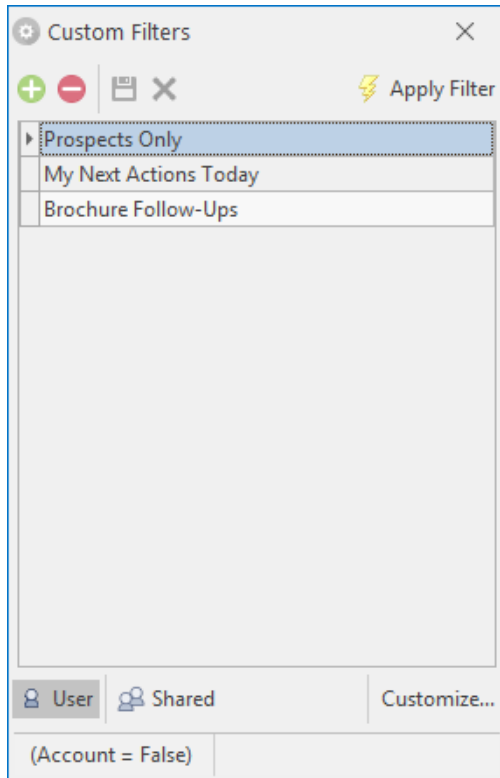 Custom Filters
Apply Filter
Prospects Only
My Next Actions Today
Brochure Follow-Ups
User Shared Customize...
(Account = False)